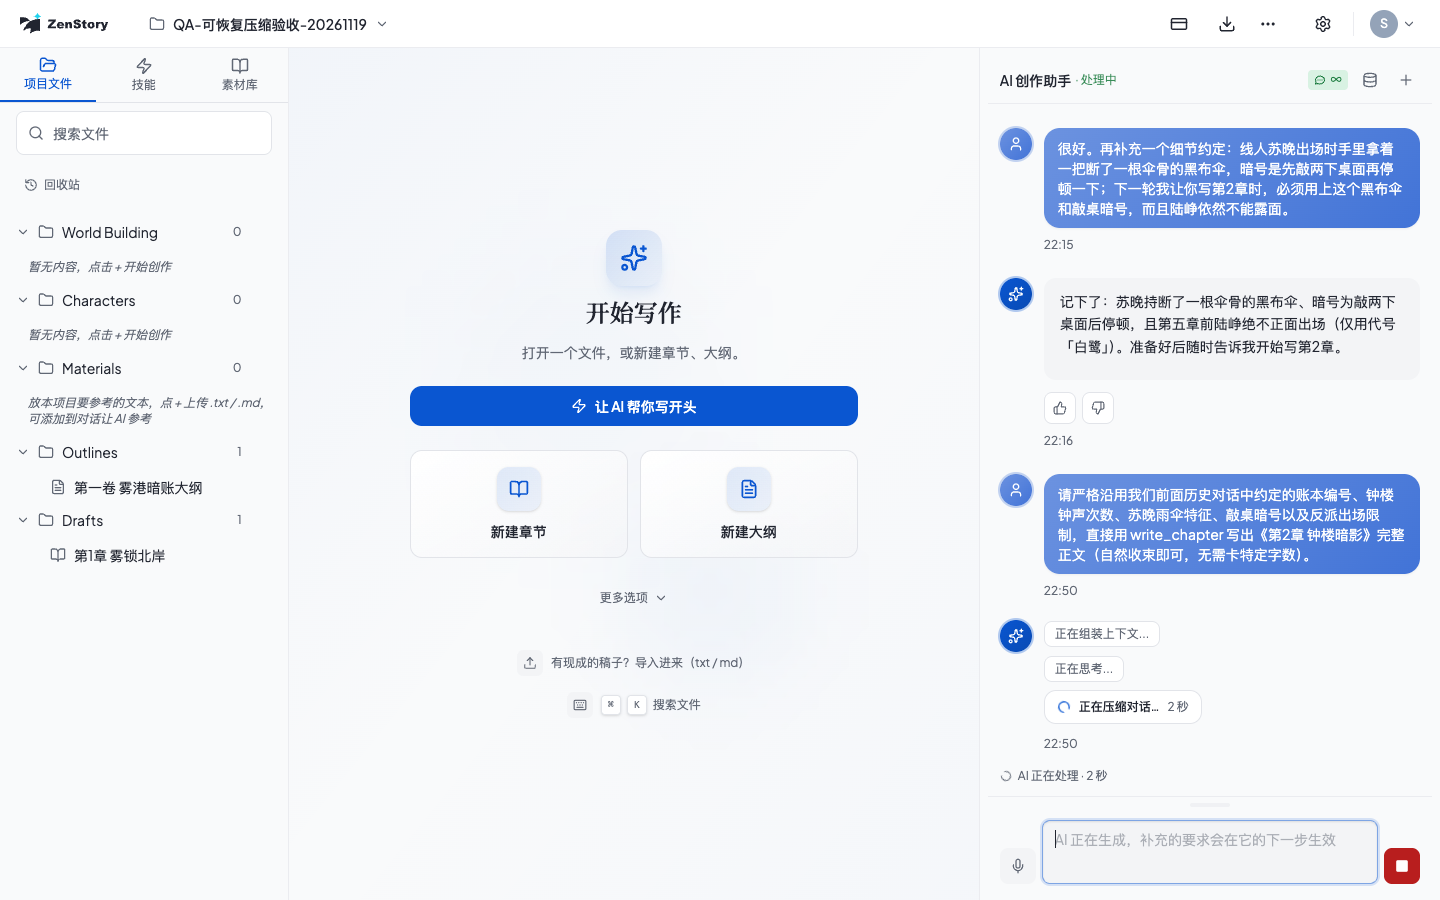 ZenStory
QA-可恢复压缩验收-20261119
S
项目文件
技能
素材库
搜索文件
回收站
World Building 0
暂无内容，点击 + 开始创作
Characters 0
暂无内容，点击 + 开始创作
Materials 0
放本项目要参考的文本，点 + 上传 .txt / .md，
可添加到对话让 AI 参考
Outlines 1
第一卷 雾港暗账大纲
Drafts 1
第1章 雾锁北岸
开始写作
打开一个文件，或新建章节、大纲。
让 AI 帮你写开头
新建章节
新建大纲
更多选项
有现成的稿子？导入进来（txt / md）
⌘ K 搜索文件
AI 创作助手 · 处理中
很好。再补充一个细节约定：线人苏晚出场时手里拿着
一把断了一根伞骨的黑布伞，暗号是先敲两下桌面再停
顿一下；下一轮我让你写第2章时，必须用上这个黑布伞
和敲桌暗号，而且陆峥依然不能露面。
22:15
记下了：苏晚持断了一根伞骨的黑布伞、暗号为敲两下
桌面后停顿，且第五章前陆峥绝不正面出场（仅用代号
「白鹭」）。准备好后随时告诉我开始写第2章。
22:16
请严格沿用我们前面历史对话中约定的账本编号、钟楼
钟声次数、苏晚雨伞特征、敲桌暗号以及反派出场限
制，直接用 write_chapter 写出《第2章 钟楼暗影》完整
正文（自然收束即可，无需卡特定字数）。
22:50
正在组装上下文...
正在思考...
正在压缩对话... 2 秒
22:50
AI 正在处理 · 2 秒
AI 正在生成，补充的要求会在它的下一步生效